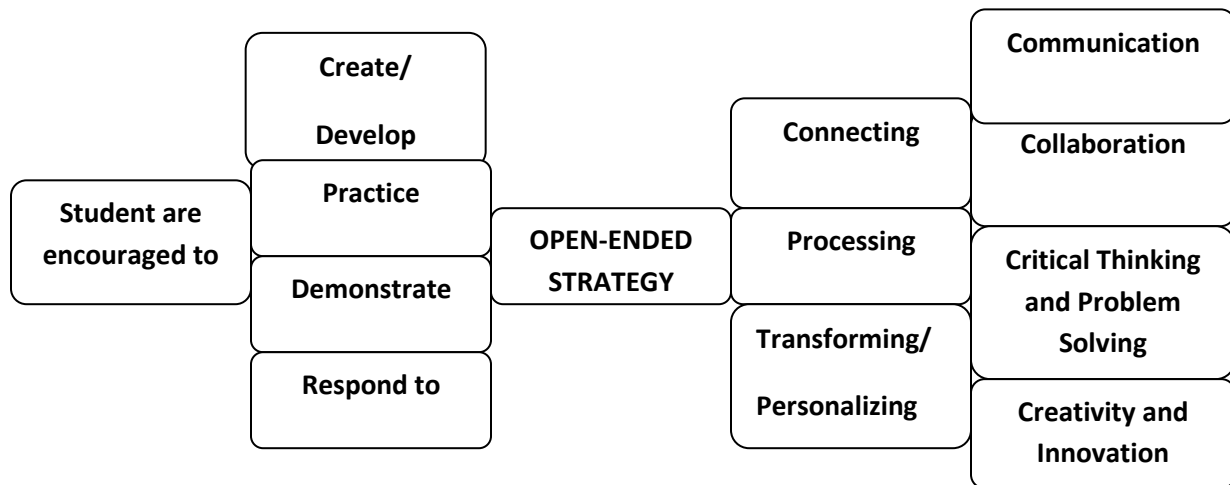 Student are
encouraged to
Create/
Develop
Practice
Demonstrate
Respond to
OPEN-ENDED
STRATEGY
Connecting
Processing
Transforming/
Personalizing
Communication
Collaboration
Critical Thinking
and Problem
Solving
Creativity and
Innovation